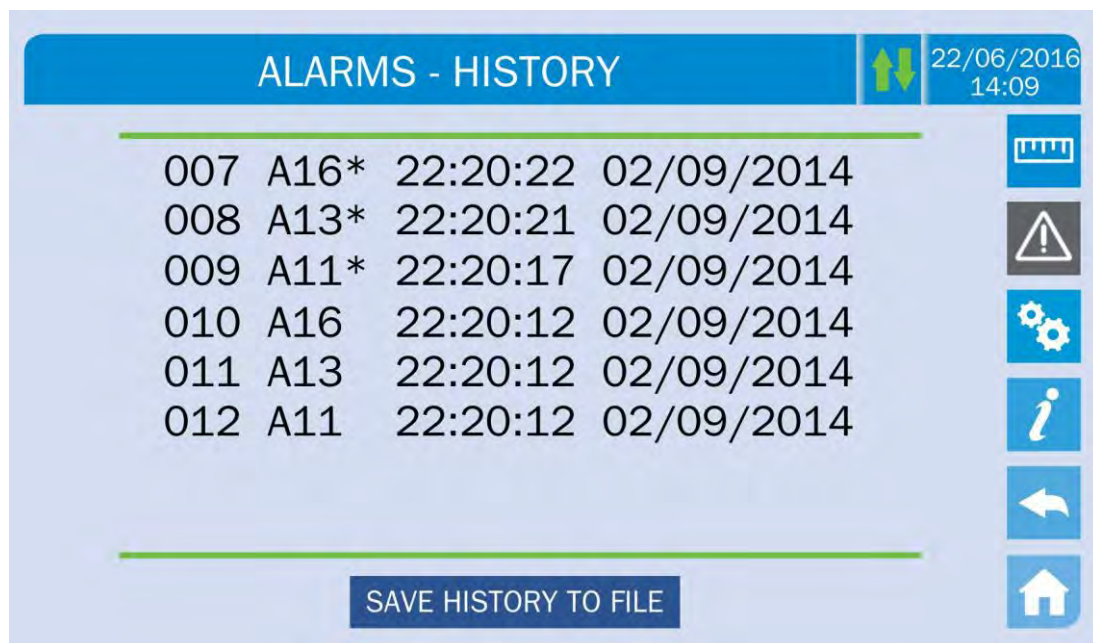 ALARMS - HISTORY
22/06/2016
14:09
007 A16* 22:20:22 02/09/2014
008 A13* 22:20:21 02/09/2014
009 A11* 22:20:17 02/09/2014
010 A16 22:20:12 02/09/2014
011 A13 22:20:12 02/09/2014
012 A11 22:20:12 02/09/2014
SAVE HISTORY TO FILE